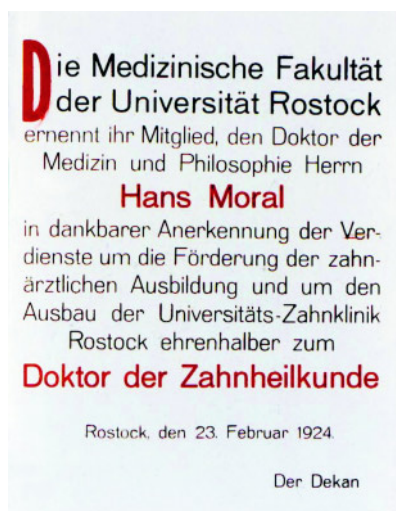 Die Medizinische Fakultät
der Universität Rostock
ernennt ihr Mitglied, den Doktor der
Medizin und Philosophie Herrn
Hans Moral
in dankbarer Anerkennung der Ver-
dienste um die Förderung der zahn-
ärztlichen Ausbildung und um den
Ausbau der Universitäts-Zahnklinik
Rostock ehrenhalber zum
Doktor der Zahnheilkunde
Rostock, den 23. Februar 1924.
Der Dekan